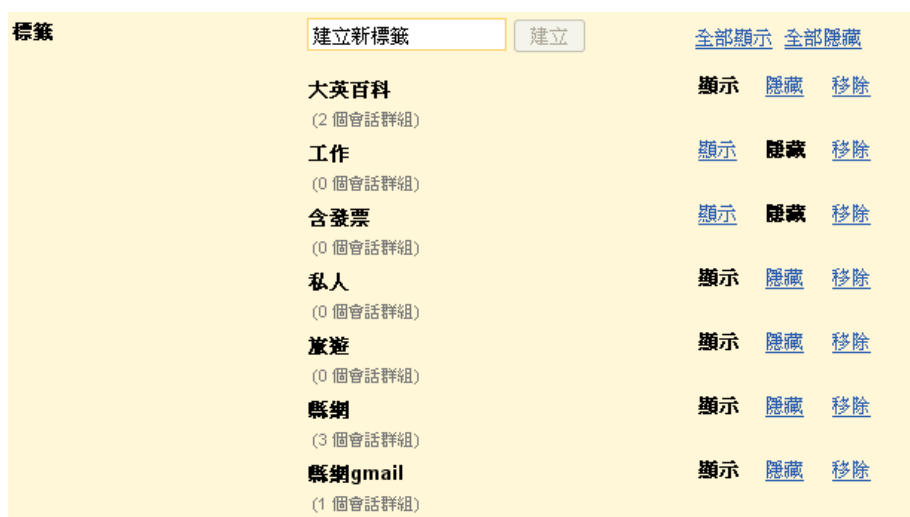 標籤 建立新標籤 建立 全部顯示 全部隱藏
大英百科 顯示 隱藏 移除
(2 個會話群組)
工作 顯示 隱藏 移除
(0 個會話群組)
含發票 顯示 隱藏 移除
(0 個會話群組)
私人 顯示 隱藏 移除
(0 個會話群組)
旅遊 顯示 隱藏 移除
(0 個會話群組)
縣網 顯示 隱藏 移除
(3 個會話群組)
縣網gmail 顯示 隱藏 移除
(1 個會話群組)